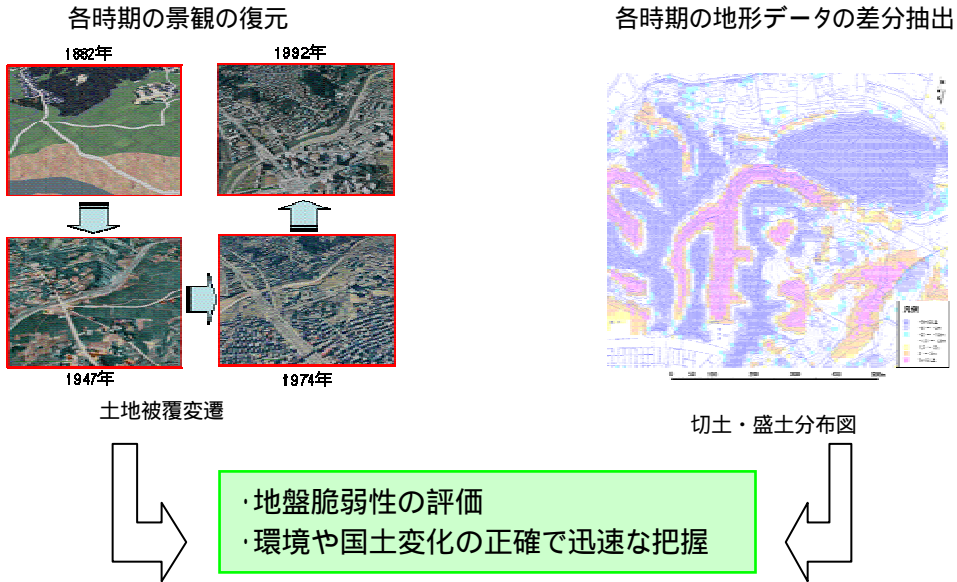 各時期の景観の復元
各時期の地形データの差分抽出
1882年
1992年
1947年
1974年
土地被覆変遷
切土・盛土分布図
・地盤脆弱性の評価
・環境や国土変化の正確で迅速な把握
凡例